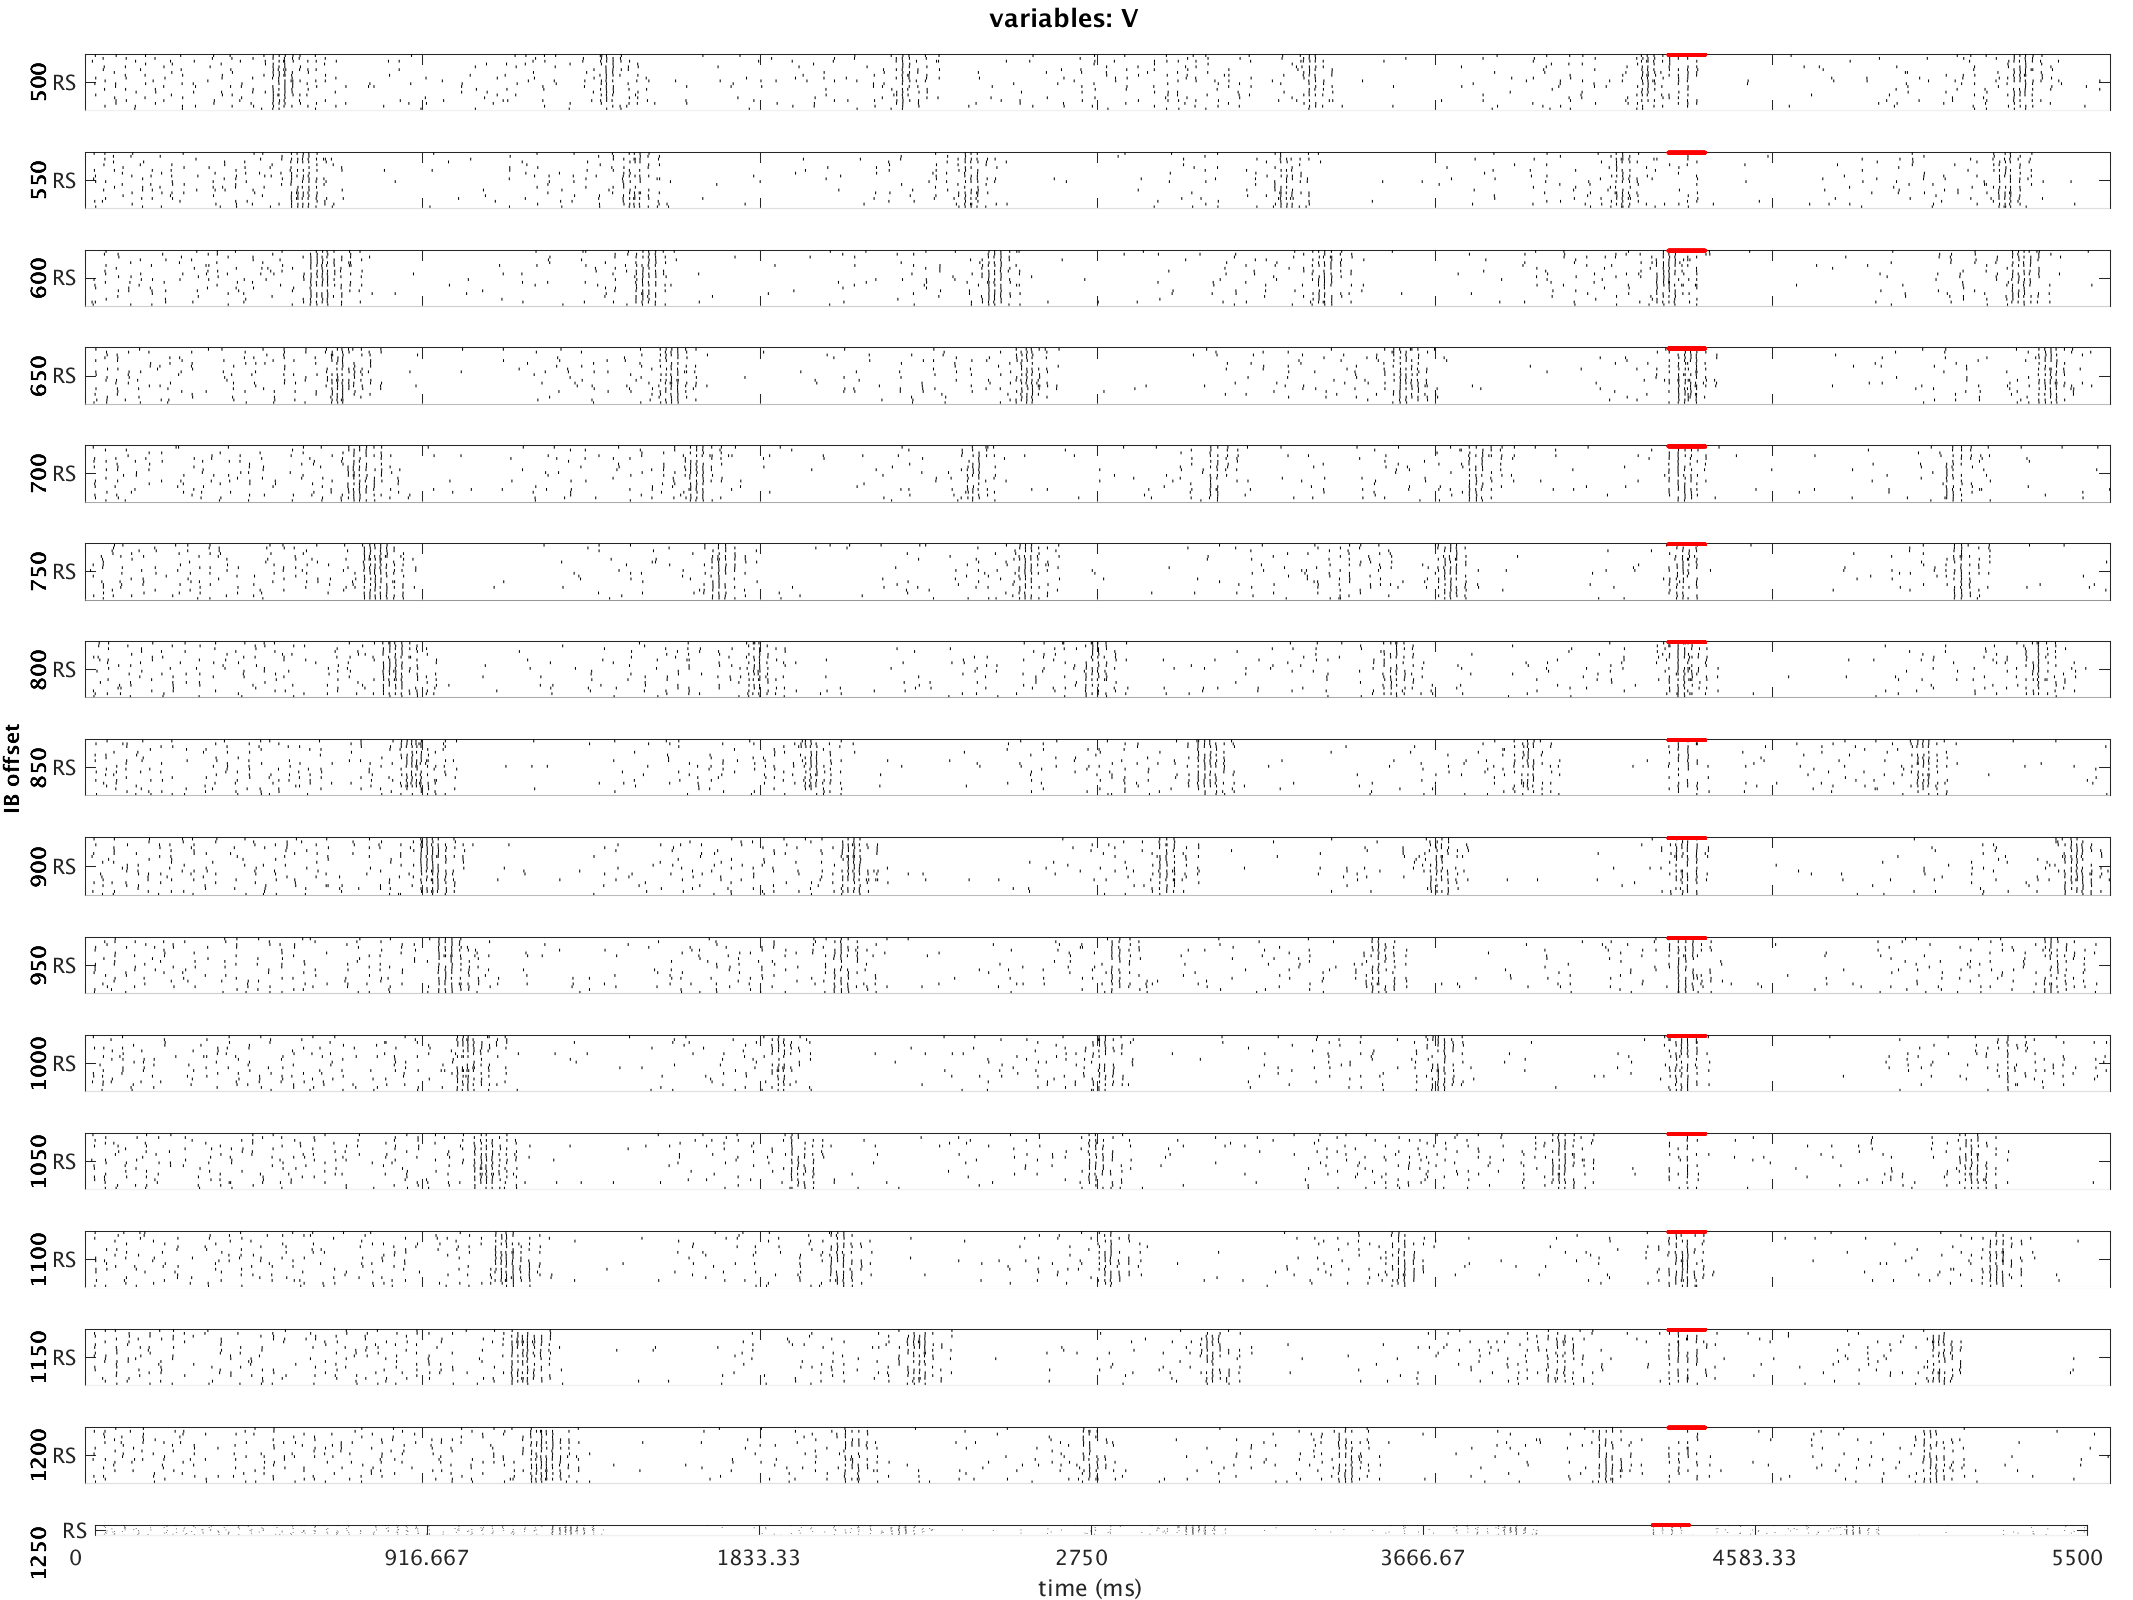 variables: V
IB offset
500 RS
550 RS
600 RS
650 RS
700 RS
750 RS
800 RS
850 RS
900 RS
950 RS
1000 RS
1050 RS
1100 RS
1150 RS
1200 RS
1250 RS
0 916.667 1833.33 2750 3666.67 4583.33 5500
time (ms)